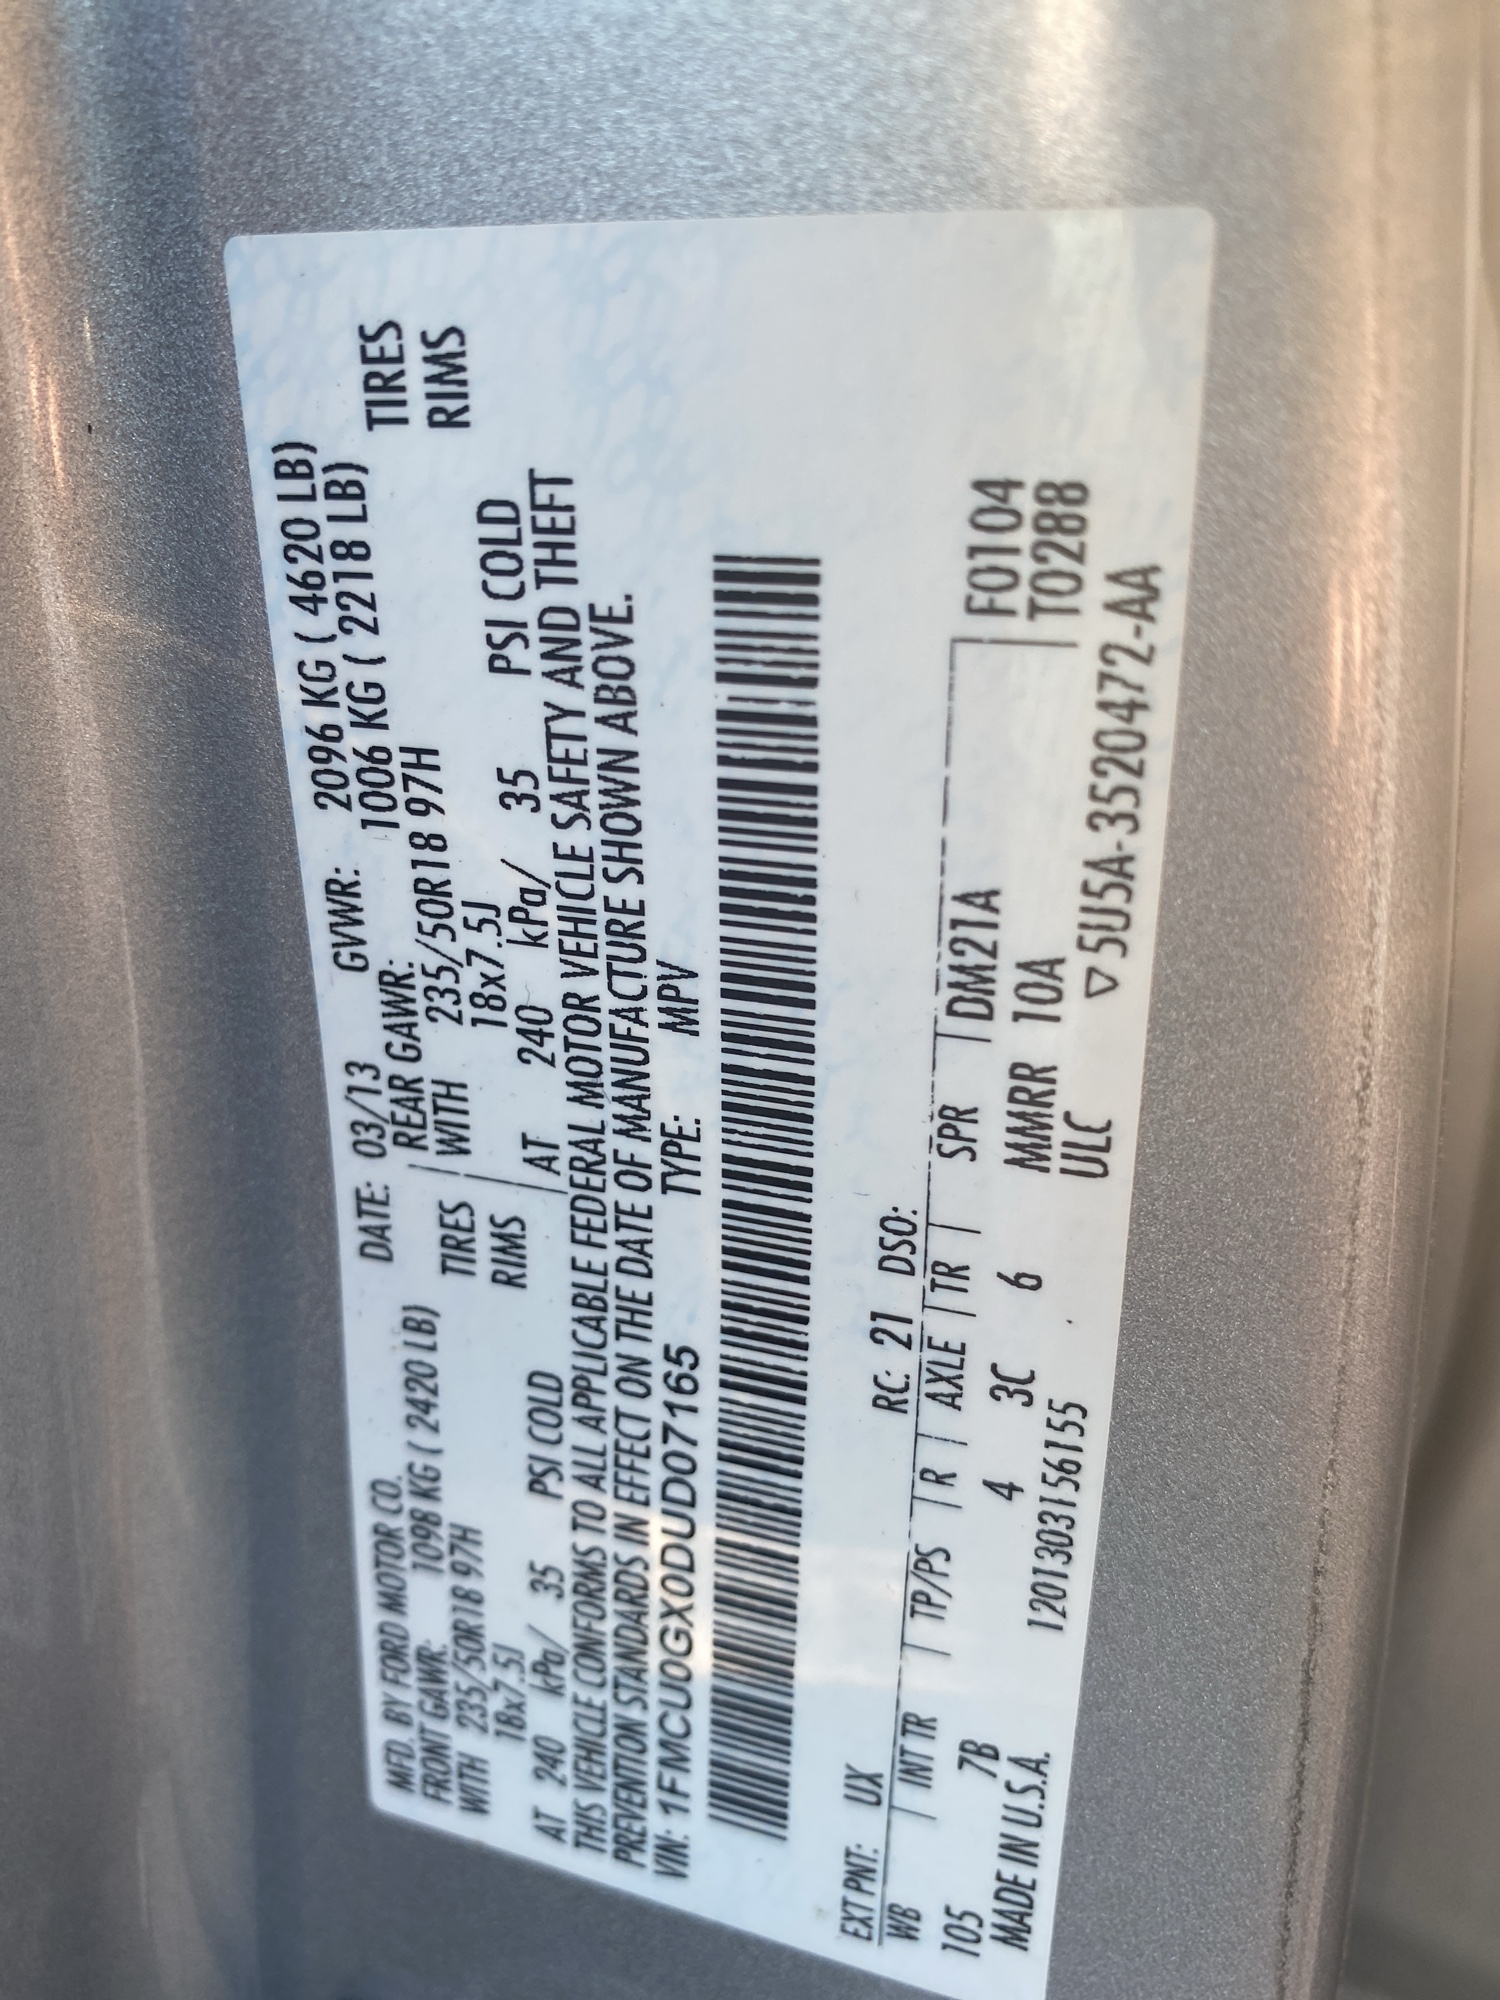 MFD. BY FORD MOTOR CO. DATE: 03/13 GVWR: 2096 KG ( 4620 LB)
FRONT GAWR: 1098 KG ( 2420 LB) REAR GAWR: 1006 KG ( 2218 LB)
WITH 235/50R18 97H TIRES WITH 235/50R18 97H TIRES
18x7.5J RIMS 18x7.5J RIMS
AT 240 kPa/ 35 PSI COLD AT 240 kPa/ 35 PSI COLD
THIS VEHICLE CONFORMS TO ALL APPLICABLE FEDERAL MOTOR VEHICLE SAFETY AND THEFT
PREVENTION STANDARDS IN EFFECT ON THE DATE OF MANUFACTURE SHOWN ABOVE.
VIN: 1FMCU0GX0DUD07165 TYPE: MPV
EXT PNT: UX RC: 21 DSO:
WB INT TR TP/PS R AXLE TR SPR DM21A F0104
105 7B 4 3C 6 MMRR 10A T0288
MADE IN U.S.A. 1201303156155 ULC ▽5U5A-3520472-AA